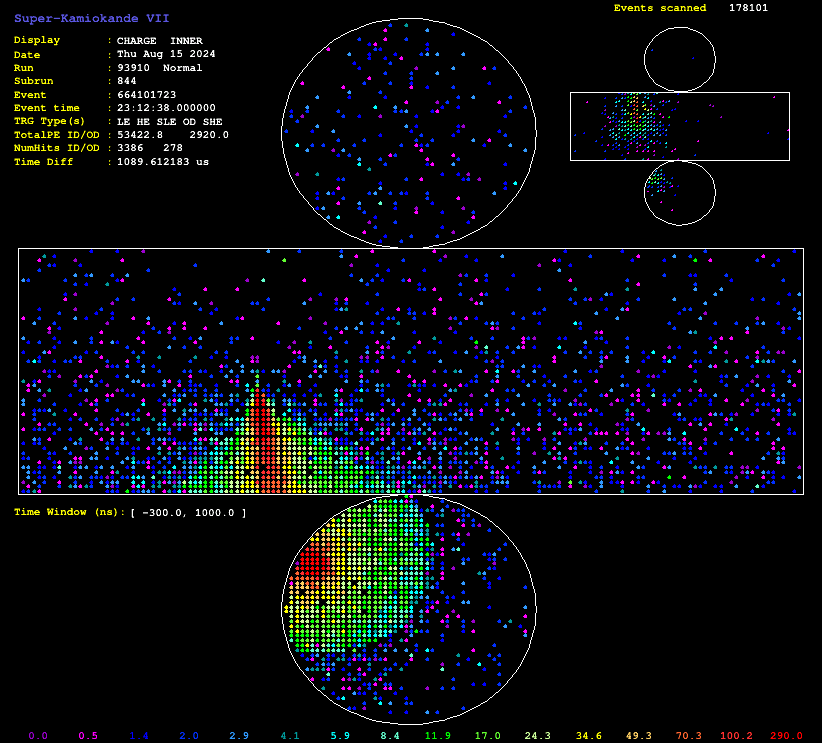 Super-Kamiokande VII
Events scanned 178101
Display : CHARGE INNER
Date : Thu Aug 15 2024
Run : 93910 Normal
Subrun : 844
Event : 664101723
Event time : 23:12:38.000000
TRG Type(s) : LE HE SLE OD SHE
TotalPE ID/OD : 53422.8 2920.0
NumHits ID/OD : 3386 278
Time Diff : 1089.612183 us
Time Window (ns): [ -300.0, 1000.0 ]
0.0 0.5 1.4 2.0 2.9 4.1 5.9 8.4 11.9 17.0 24.3 34.6 49.3 70.3 100.2 290.0